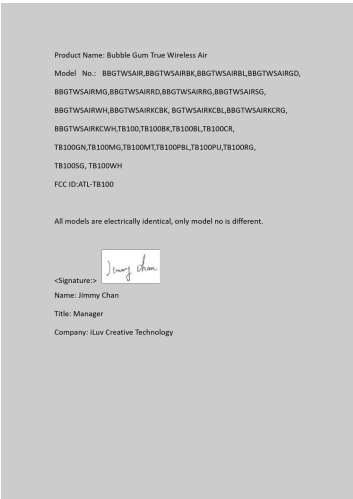 Product Name: Bubble Gum True Wireless Air
Model No.: BBGTWSAIR,BBGTWSAIRBK,BBGTWSAIRBL,BBGTWSAIRGD,
BBGTWSAIRMG,BBGTWSAIRRD,BBGTWSAIRRG,BBGTWSAIRSG,
BBGTWSAIRWH,BBGTWSAIRKCBK, BGTWSAIRKCBL,BBGTWSAIRKCRG,
BBGTWSAIRKCWH,TB100,TB100BK,TB100BL,TB100CR,
TB100GN,TB100MG,TB100MT,TB100PBL,TB100PU,TB100RG,
TB100SG, TB100WH
FCC ID:ATL-TB100
All models are electrically identical, only model no is different.
Jimmy chan
<Signature:>
Name: Jimmy Chan
Title: Manager
Company: iLuv Creative Technology